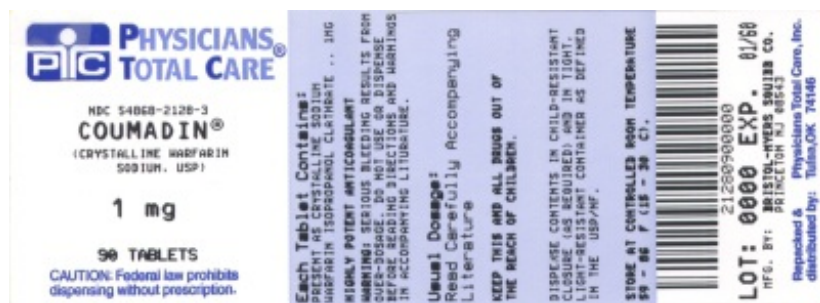 PTC
PHYSICIANS
TOTAL CARE®
NDC 54868-2128-3
COUMADIN®
(CRYSTALLINE WARFARIN
SODIUM, USP)
1 mg
90 TABLETS
CAUTION: Federal law prohibits
dispensing without prescription.
Each Tablet Contains:
PRESENT AS CRYSTALLINE SODIUM
WARFARIN ISOPROPANOL CLATHRATE .. 1MG
HIGHLY POTENT ANTICOAGULANT
WARNING: SERIOUS BLEEDING RESULTS FROM
OVER-DOSAGE. DO NOT USE OR DISPENSE
BEFORE READING DIRECTIONS AND WARNINGS
IN ACCOMPANYING LITURATURE.
Usual Dosage:
Read Carefully Accompanying
Literature
KEEP THIS AND ALL DRUGS OUT OF
THE REACH OF CHILDREN.
DISPENSE CONTENTS IN CHILD-RESISTANT
CLOSURE (AS REQUIRED) AND IN TIGHT,
LIGHT-RESISTANT CONTAINER AS DEFINED
IN THE USP/NF.
STORE AT CONTROLLED ROOM TEMPERATURE
59 - 86 F (15 - 30 C).
21280900000
LOT: 0000 EXP. 01/60
MFG. BY: BRISTOL-MYERS SQUIBB CO.
PRINCETON NJ 08543
Repacked & Physicians Total Care, Inc.
distributed by: Tulsa, OK 74146